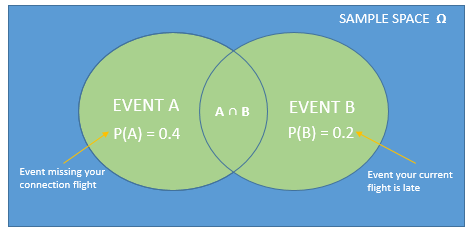 SAMPLE SPACE Ω
EVENT A
P(A) = 0.4
A ∩ B
EVENT B
P(B) = 0.2
Event missing your
connection flight
Event your current
flight is late